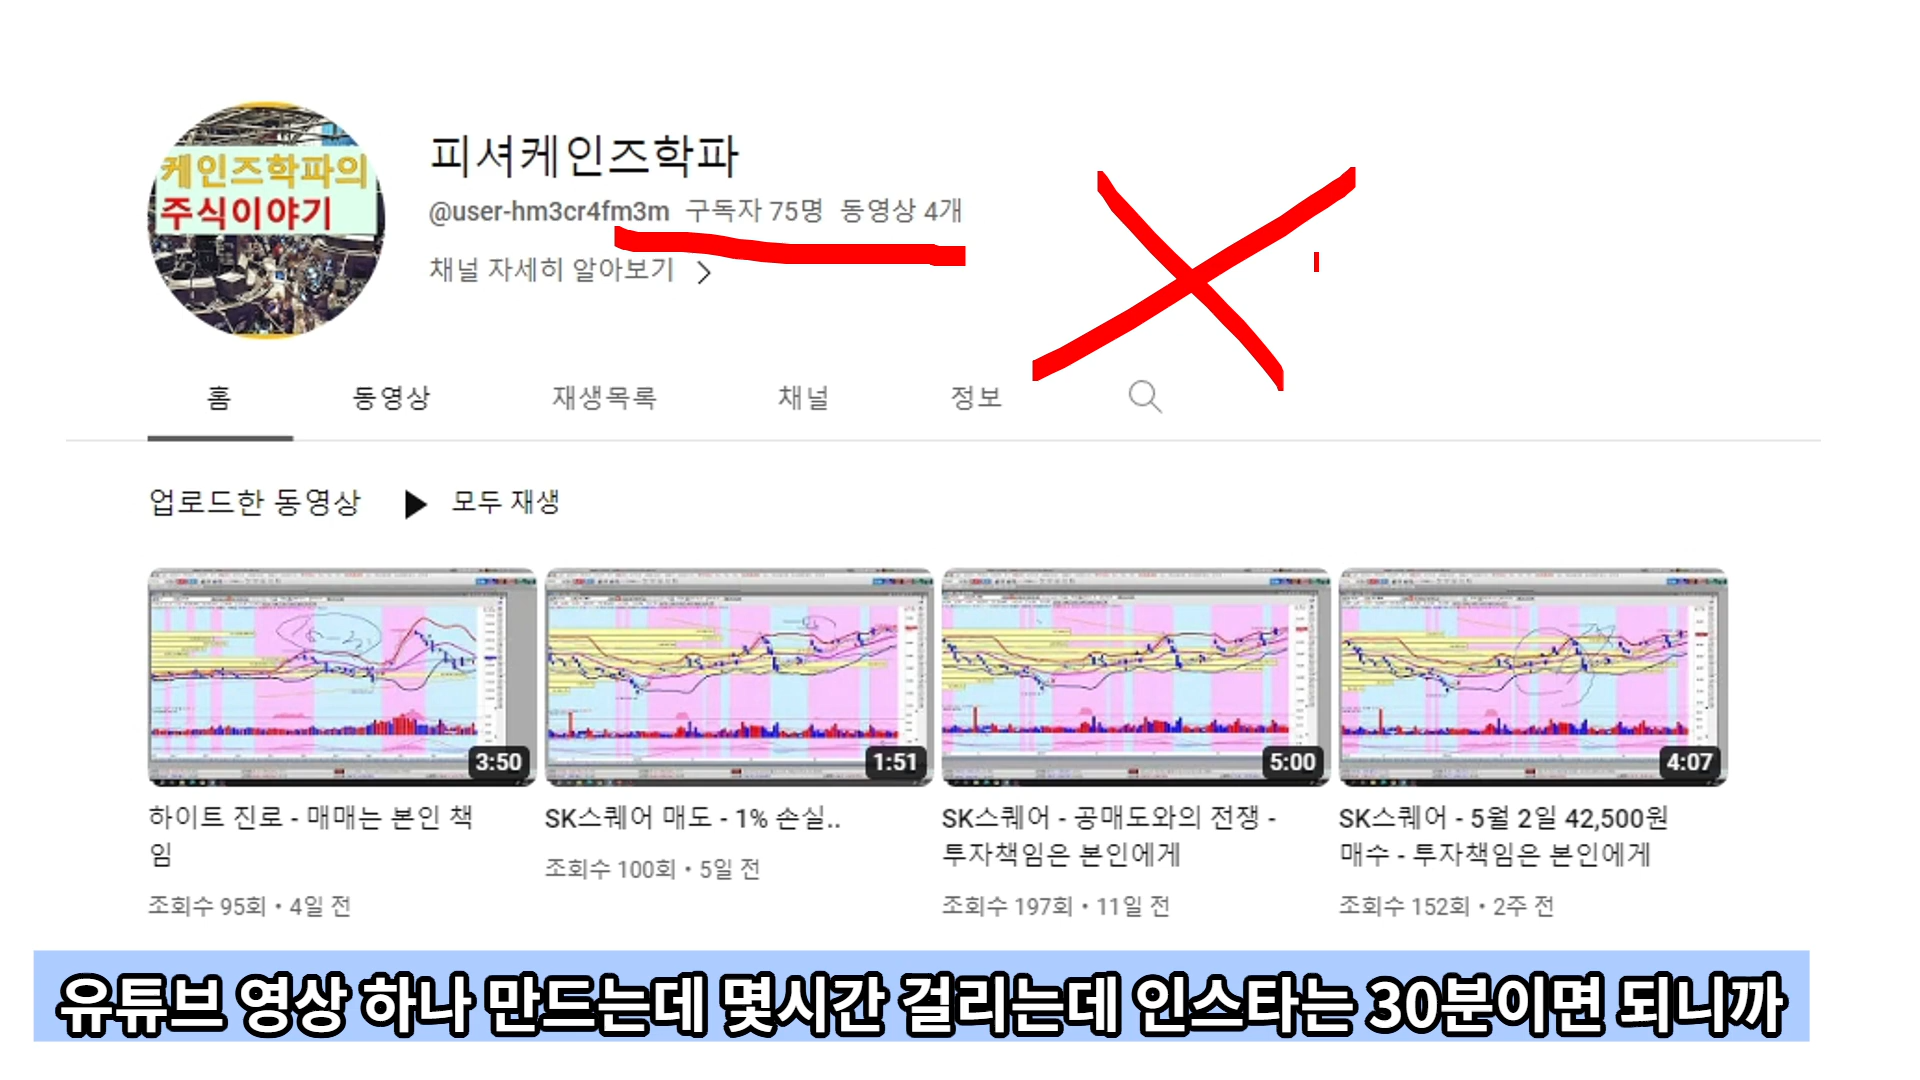 케인즈학파의
주식이야기
피셔케인즈학파
@user-hm3cr4fm3m 구독자 75명 동영상 4개
채널 자세히 알아보기
홈 동영상 재생목록 채널 정보
업로드한 동영상 모두 재생
3:50
1:51
5:00
4:07
하이트 진로 - 매매는 본인 책
임
조회수 95회 • 4일 전
SK스퀘어 매도 - 1% 손실..
조회수 100회 • 5일 전
SK스퀘어 - 공매도와의 전쟁 -
투자책임은 본인에게
조회수 197회 • 11일 전
SK스퀘어 - 5월 2일 42,500원
매수 - 투자책임은 본인에게
조회수 152회 • 2주 전
유튜브 영상 하나 만드는데 몇시간 걸리는데 인스타는 30분이면 되니까